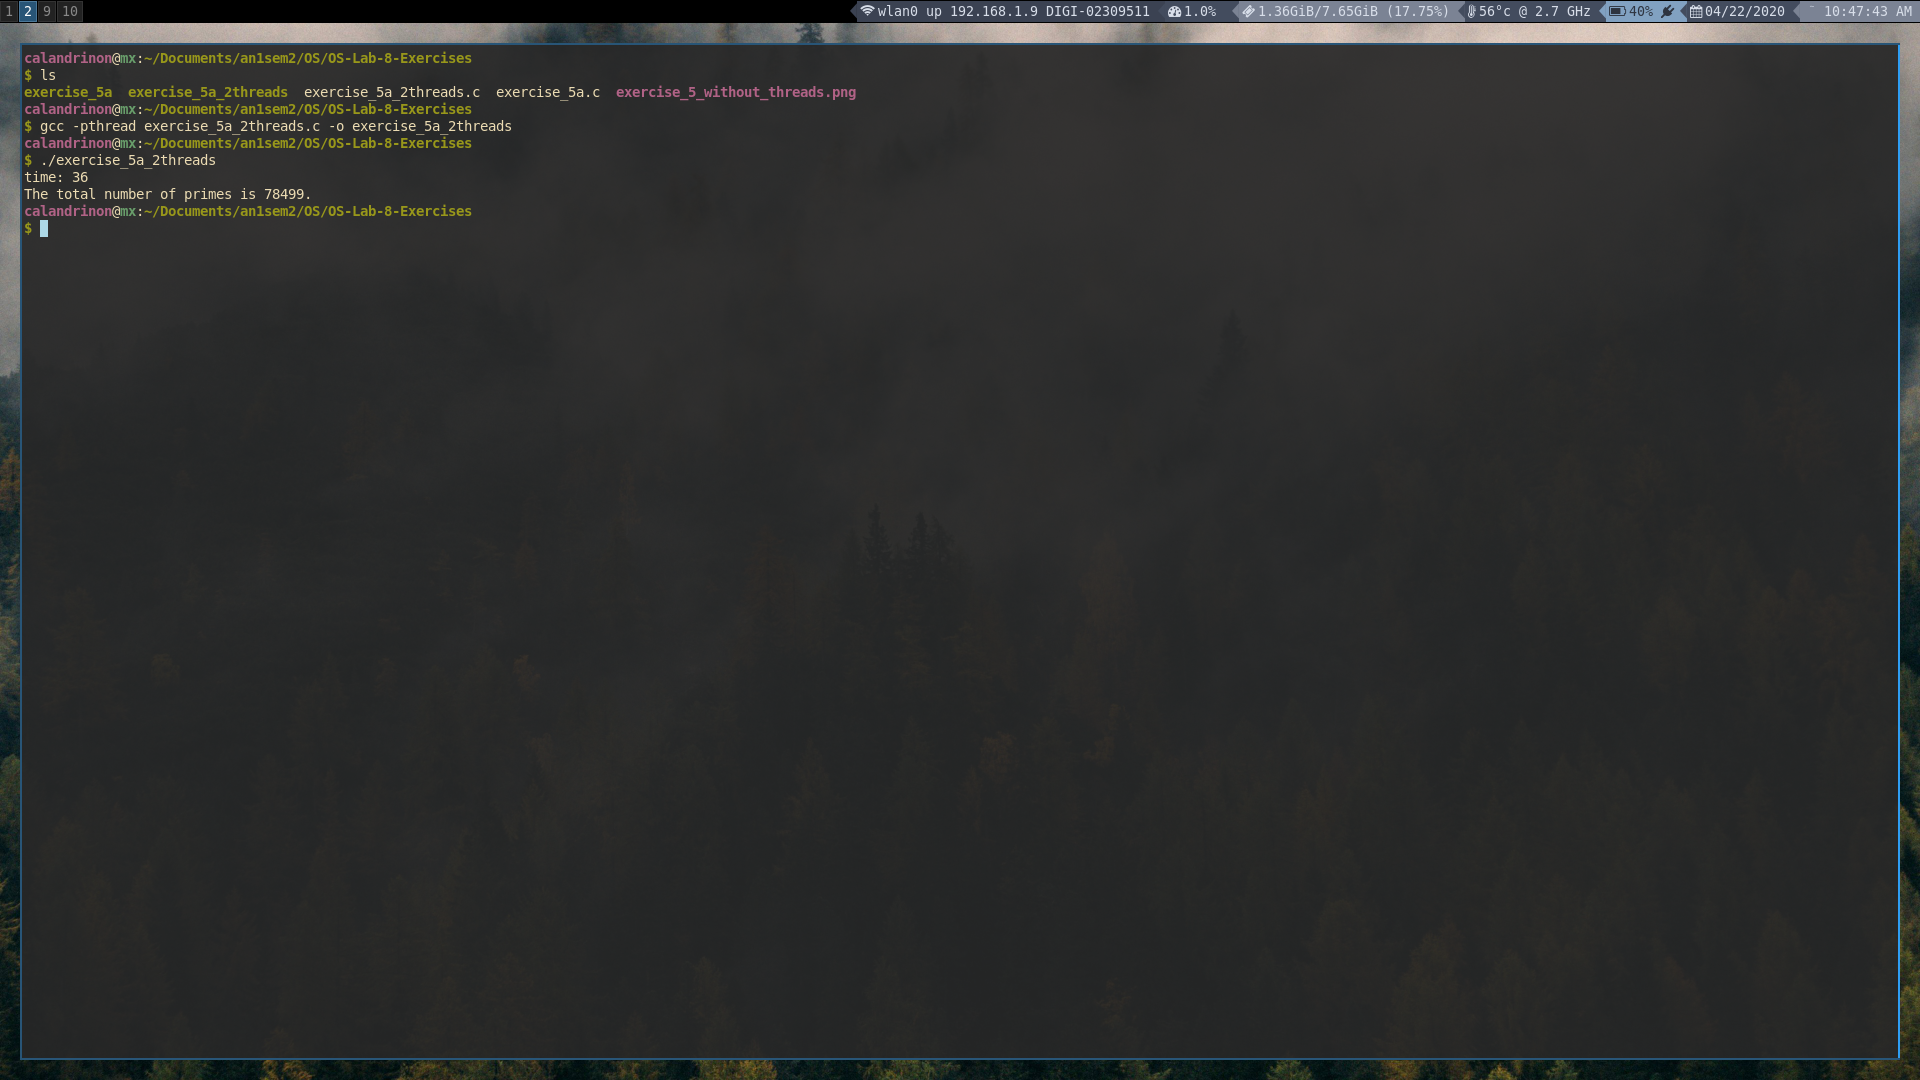 1 2 9 10 wlan0 up 192.168.1.9 DIGI-02309511 1.0% 1.36GiB/7.65GiB (17.75%) 56°c @ 2.7 GHz 40% 04/22/2020 10:47:43 AM
calandrinon@mx:~/Documents/an1sem2/OS/OS-Lab-8-Exercises
$ ls
exercise_5a  exercise_5a_2threads  exercise_5a_2threads.c  exercise_5a.c  exercise_5_without_threads.png
calandrinon@mx:~/Documents/an1sem2/OS/OS-Lab-8-Exercises
$ gcc -pthread exercise_5a_2threads.c -o exercise_5a_2threads
calandrinon@mx:~/Documents/an1sem2/OS/OS-Lab-8-Exercises
$ ./exercise_5a_2threads
time: 36
The total number of primes is 78499.
calandrinon@mx:~/Documents/an1sem2/OS/OS-Lab-8-Exercises
$